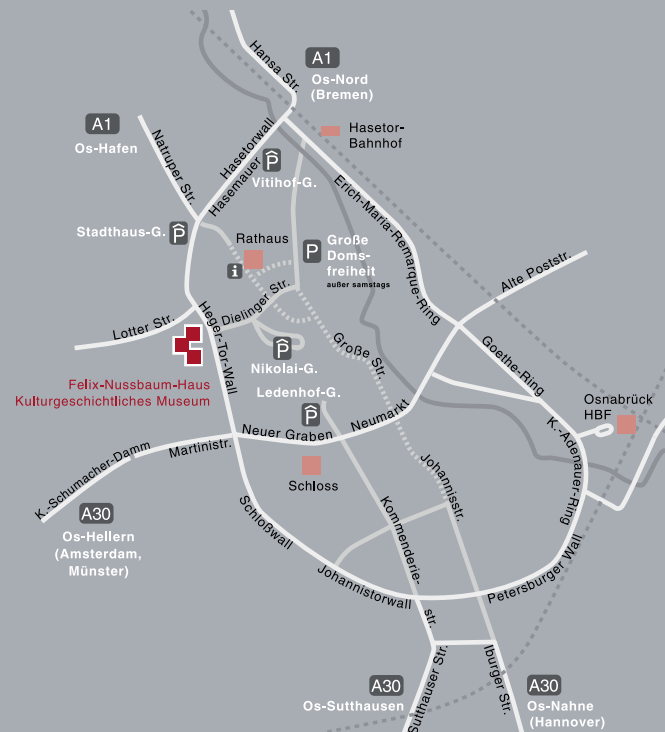 Hansa Str.
A1
Os-Nord
(Bremen)
A1
Os-Hafen
Natruper Str.
Hasetorwall
Hasemauer
P
Vitihof-G.
Hasetor-
Bahnhof
Erich-Maria-Remarque-Ring
Stadthaus-G.
P
Rathaus
i
P
Große
Doms-
freiheit
außer samstags
Alte Poststr.
Lotter Str.
Heger-Tor-Wall
Dielinger Str.
Große Str.
P
Nikolai-G.
Goethe-Ring
Felix-Nussbaum-Haus
Kulturgeschichtliches Museum
Ledenhof-G.
P
Neumarkt
Osnabrück
HBF
K.-Adenauer-Ring
Neuer Graben
Martinistr.
K.-Schumacher-Damm
Schloss
Johannisstr.
A30
Os-Hellern
(Amsterdam,
Münster)
Schloßwall
Kommenderie-
str.
Johannistorwall
Petersburger Wall
Sutthauser Str.
Iburger Str.
A30
Os-Sutthausen
A30
Os-Nahne
(Hannover)